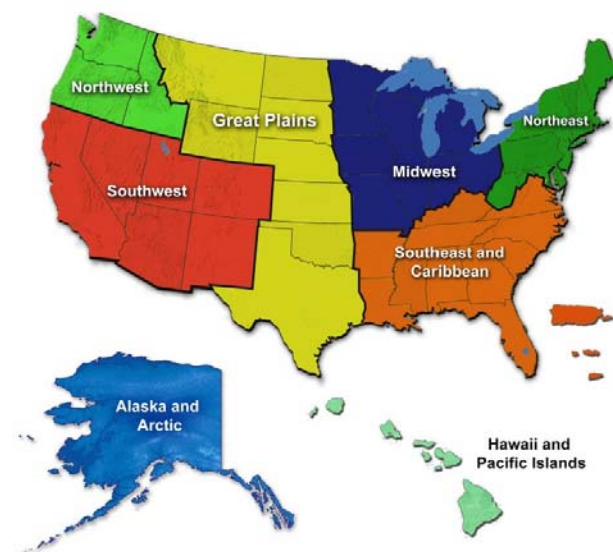 Northwest
Great Plains
Northeast
Midwest
Southwest
Southeast and
Caribbean
Alaska and
Arctic
Hawaii and
Pacific Islands